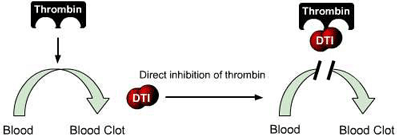 Thrombin
Thrombin
DTI
DTI
Direct inhibition of thrombin
Blood
Blood Clot
Blood
Blood Clot